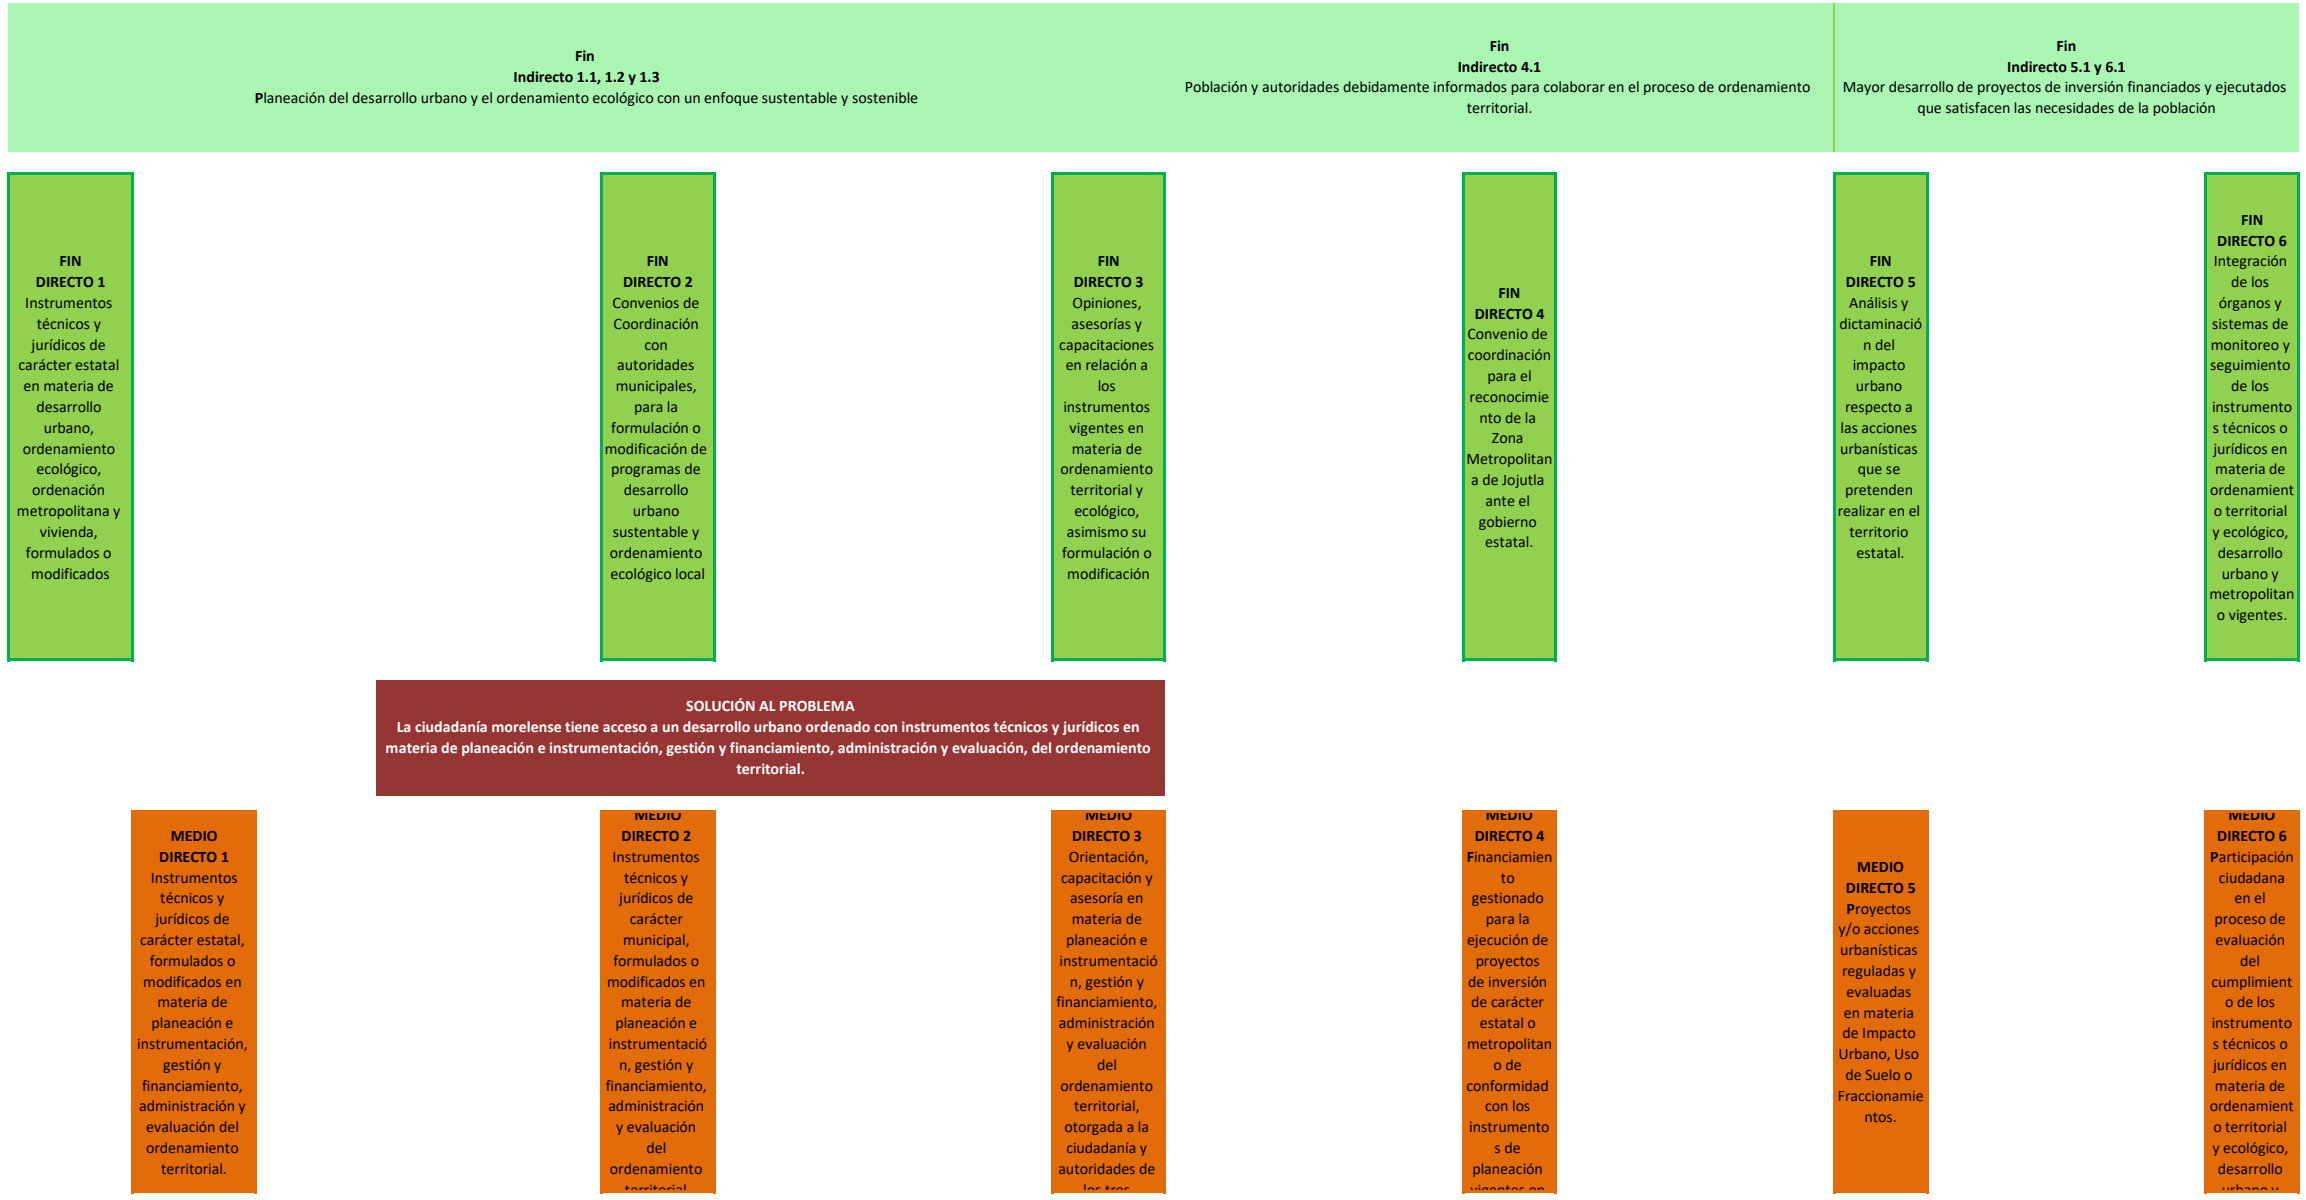 Fin
Indirecto 1.1, 1.2 y 1.3
Planeación del desarrollo urbano y el ordenamiento ecológico con un enfoque sustentable y sostenible
Fin
Indirecto 4.1
Población y autoridades debidamente informados para colaborar en el proceso de ordenamiento
territorial.
Fin
Indirecto 5.1 y 6.1
Mayor desarrollo de proyectos de inversión financiados y ejecutados
que satisfacen las necesidades de la población
FIN
DIRECTO 1
Instrumentos
técnicos y
jurídicos de
carácter estatal
en materia de
desarrollo
urbano,
ordenamiento
ecológico,
ordenación
metropolitana y
vivienda,
formulados o
modificados
FIN
DIRECTO 2
Convenios de
Coordinación
con
autoridades
municipales,
para la
formulación o
modificación de
programas de
desarrollo
urbano
sustentable y
ordenamiento
ecológico local
FIN
DIRECTO 3
Opiniones,
asesorías y
capacitaciones
en relación a
los
instrumentos
vigentes en
materia de
ordenamiento
territorial y
ecológico,
asimismo su
formulación o
modificación
FIN
DIRECTO 4
Convenio de
coordinación
para el
reconocimie
nto de la
Zona
Metropolitan
a de Jojutla
ante el
gobierno
estatal.
FIN
DIRECTO 5
Análisis y
dictaminació
n del
impacto
urbano
respecto a
las acciones
urbanísticas
que se
pretenden
realizar en el
territorio
estatal.
FIN
DIRECTO 6
Integración
de los
órganos y
sistemas de
monitoreo y
seguimiento
de los
instrumento
s técnicos o
jurídicos en
materia de
ordenamient
o territorial
y ecológico,
desarrollo
urbano y
metropolitan
o vigentes.
SOLUCIÓN AL PROBLEMA
La ciudadanía morelense tiene acceso a un desarrollo urbano ordenado con instrumentos técnicos y jurídicos en
materia de planeación e instrumentación, gestión y financiamiento, administración y evaluación, del ordenamiento
territorial.
MEDIO
DIRECTO 1
Instrumentos
técnicos y
jurídicos de
carácter estatal,
formulados o
modificados en
materia de
planeación e
instrumentación,
gestión y
financiamiento,
administración y
evaluación del
ordenamiento
territorial.
MEDIO
DIRECTO 2
Instrumentos
técnicos y
jurídicos de
carácter
municipal,
formulados o
modificados en
materia de
planeación e
instrumentació
n, gestión y
financiamiento,
administración
y evaluación
del
ordenamiento
territorial
MEDIO
DIRECTO 3
Orientación,
capacitación y
asesoría en
materia de
planeación e
instrumentació
n, gestión y
financiamiento,
administración
y evaluación
del
ordenamiento
territorial,
otorgada a la
ciudadanía y
autoridades de
los tres
MEDIO
DIRECTO 4
Financiamien
to
gestionado
para la
ejecución de
proyectos
de inversión
de carácter
estatal o
metropolitan
o de
conformidad
con los
instrumento
s de
planeación
vigentes en
MEDIO
DIRECTO 5
Proyectos
y/o acciones
urbanísticas
reguladas y
evaluadas
en materia
de Impacto
Urbano, Uso
de Suelo o
Fraccionamie
ntos.
MEDIO
DIRECTO 6
Participación
ciudadana
en el
proceso de
evaluación
del
cumplimient
o de los
instrumento
s técnicos o
jurídicos en
materia de
ordenamient
o territorial
y ecológico,
desarrollo
urbano y